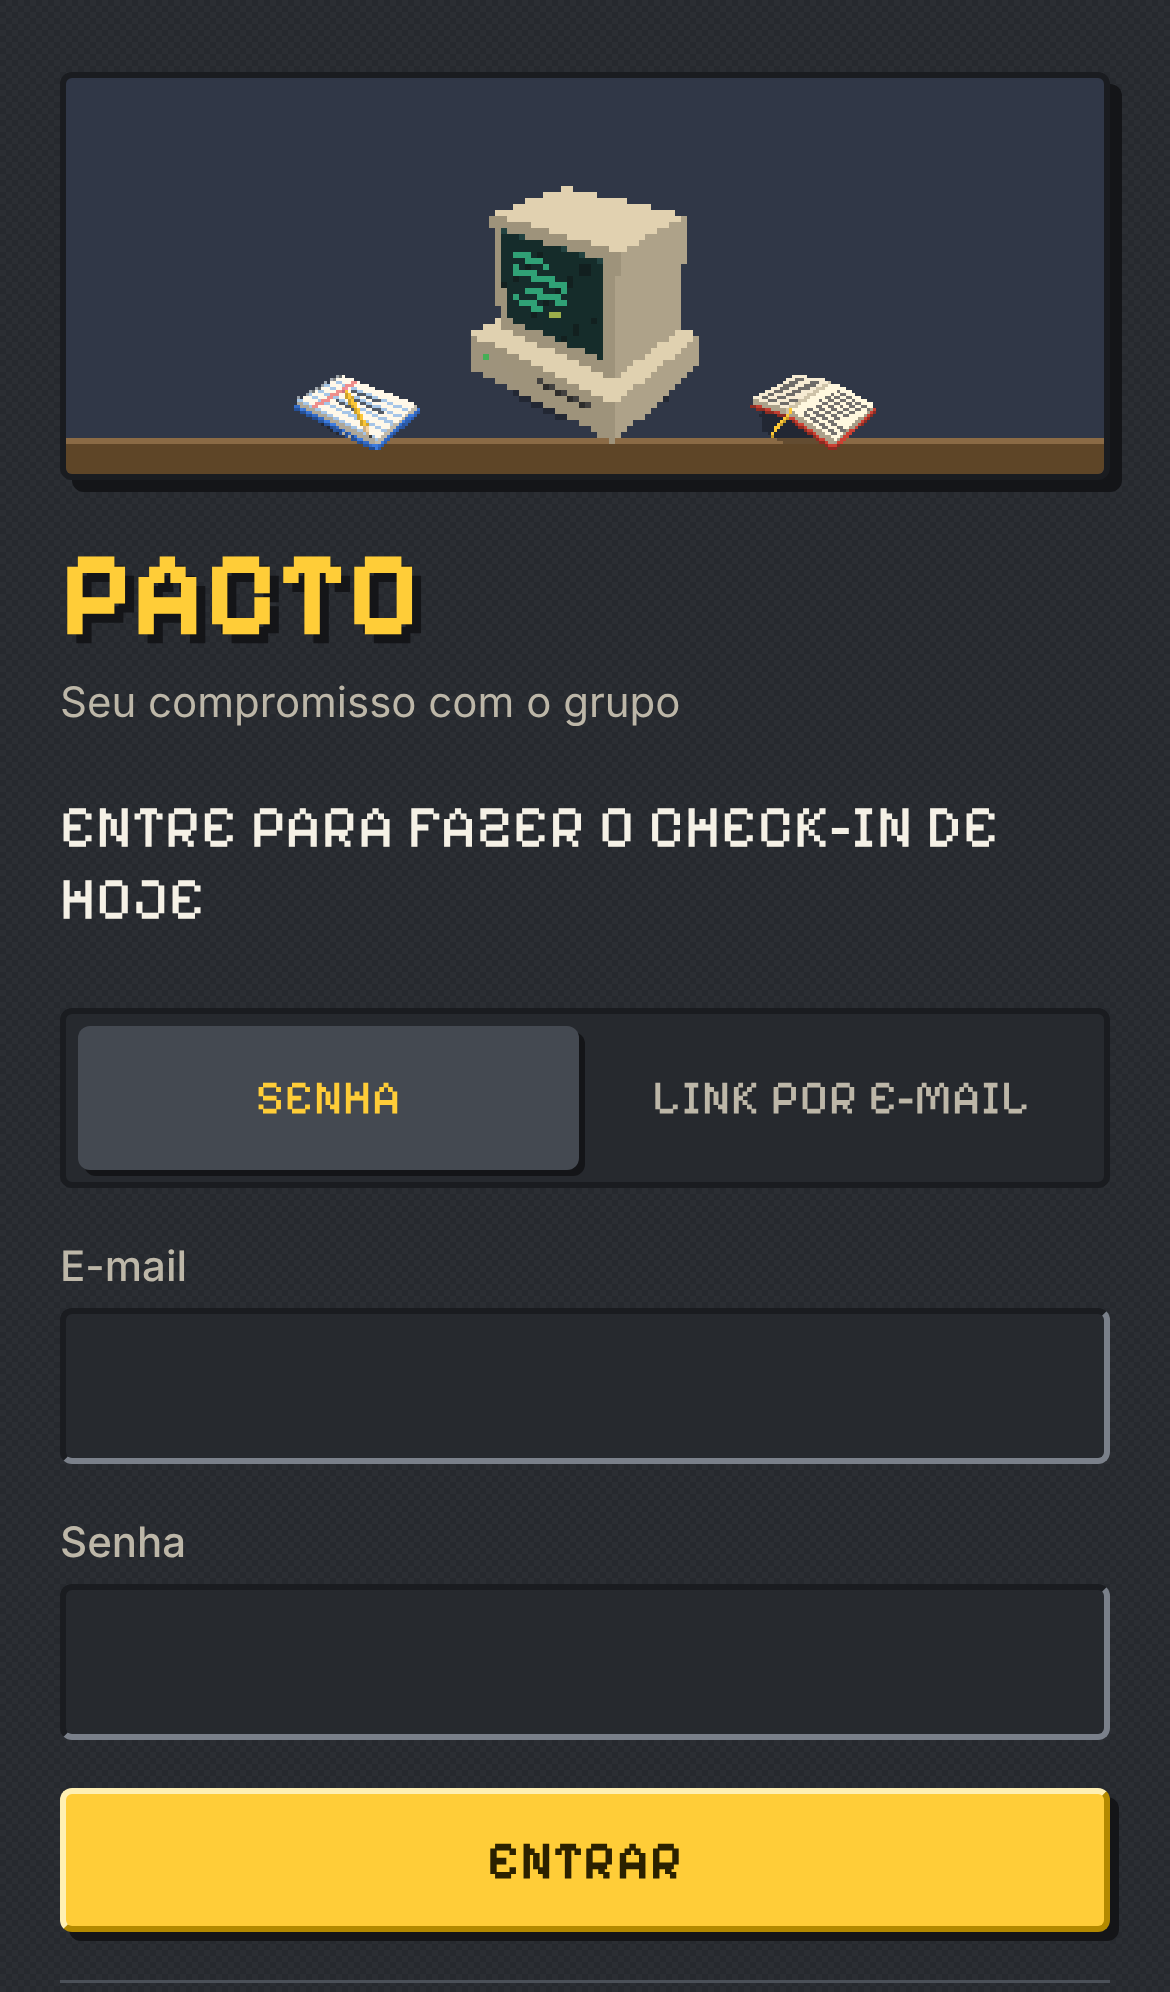 PACTO
Seu compromisso com o grupo
ENTRE PARA FAZER O CHECK-IN DE
HOJE
SENHA
LINK POR E-MAIL
E-mail
Senha
ENTRAR